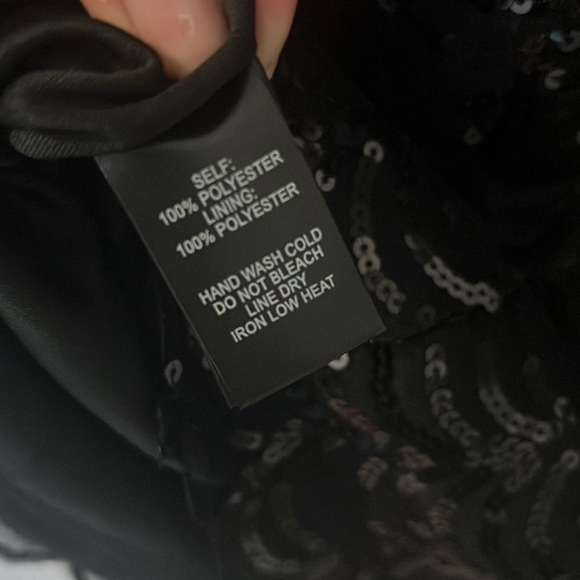 SELF:
100% POLYESTER
LINING:
100% POLYESTER
HAND WASH COLD
DO NOT BLEACH
LINE DRY
IRON LOW HEAT